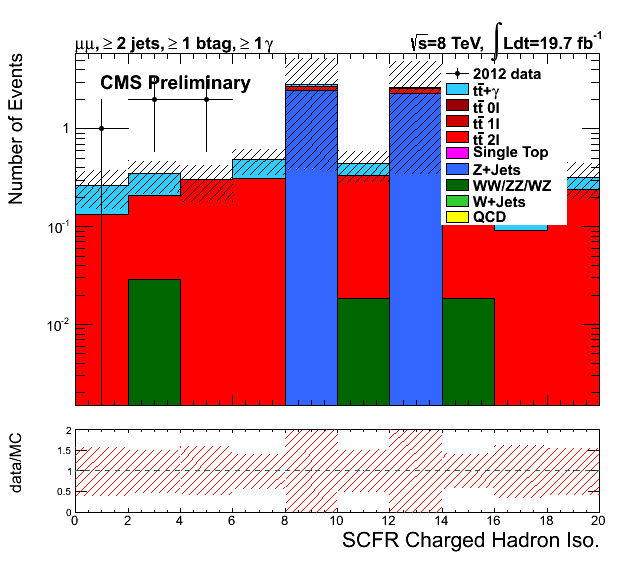 μμ, ≥ 2 jets, ≥ 1 btag, ≥ 1 γ
√s=8 TeV, ∫ Ldt=19.7 fb⁻¹
CMS Preliminary
2012 data
tt̄+γ
tt̄ 0l
tt̄ 1l
tt̄ 2l
Single Top
Z+Jets
WW/ZZ/WZ
W+Jets
QCD
Number of Events
1
10⁻¹
10⁻²
data/MC
2
1.5
1
0.5
0
0 2 4 6 8 10 12 14 16 18 20
SCFR Charged Hadron Iso.